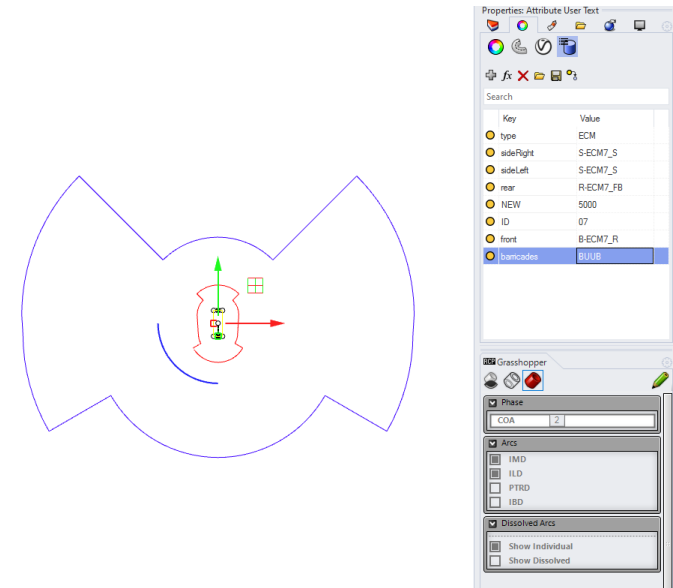 Properties: Attribute User Text
fx
Search
Key Value
type ECM
sideRight S-ECM7_S
sideLeft S-ECM7_S
rear R-ECM7_FB
NEW 5000
ID 07
front B-ECM7_R
barricades BUUB
Grasshopper
Phase
COA 2
Arcs
IMD
ILD
PTRD
IBD
Dissolved Arcs
Show Individual
Show Dissolved